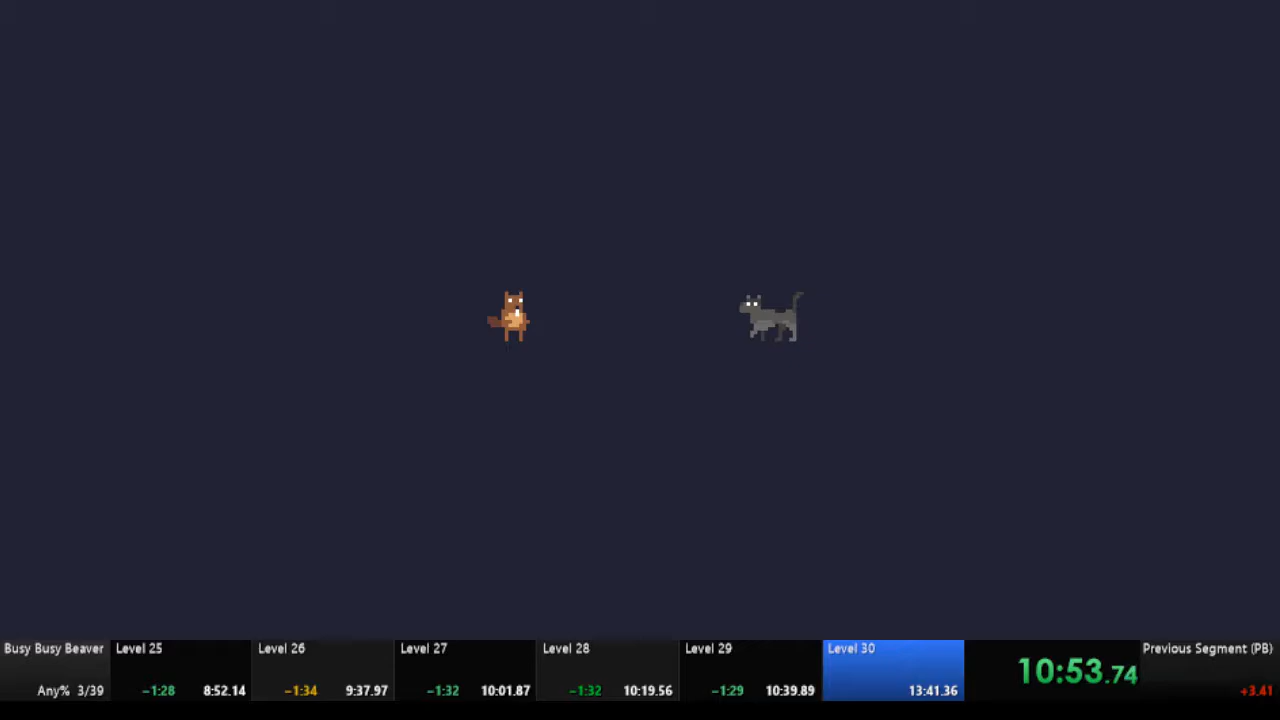 Busy Busy Beaver
Any% 3/39
Level 25
−1:28 8:52.14
Level 26
−1:34 9:37.97
Level 27
−1:32 10:01.87
Level 28
−1:32 10:19.56
Level 29
−1:29 10:39.89
Level 30
13:41.36
10:53.74
Previous Segment (PB)
+3.41